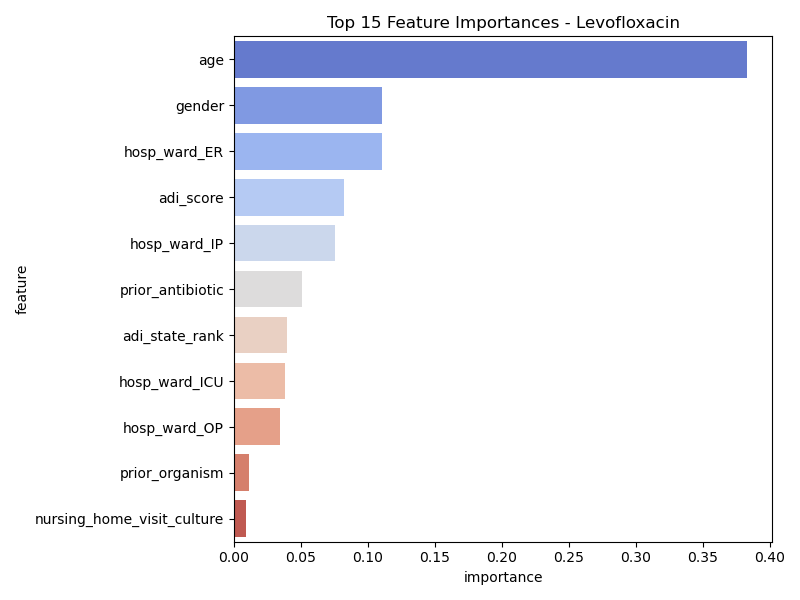 Top 15 Feature Importances - Levofloxacin
age
gender
hosp_ward_ER
adi_score
hosp_ward_IP
prior_antibiotic
adi_state_rank
hosp_ward_ICU
hosp_ward_OP
prior_organism
nursing_home_visit_culture
feature
0.00 0.05 0.10 0.15 0.20 0.25 0.30 0.35 0.40
importance